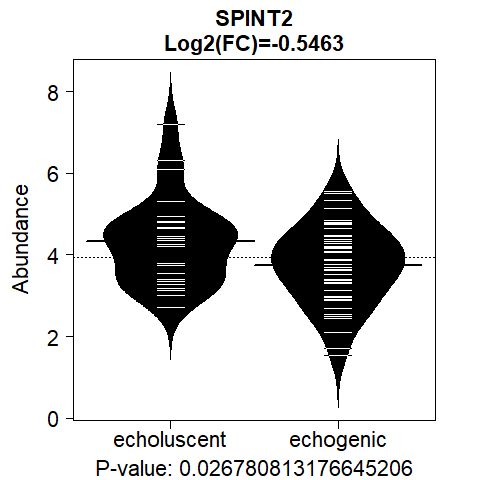 SPINT2
Log2(FC)=-0.5463
Abundance
8
6
4
2
0
echoluscent echogenic
P-value: 0.026780813176645206